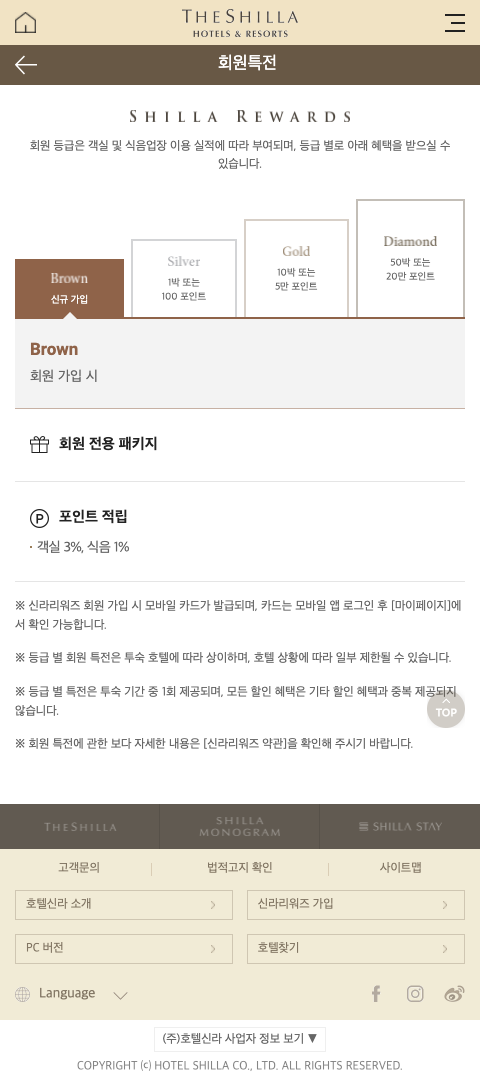 THE SHILLA
HOTELS & RESORTS
회원특전
SHILLA REWARDS
회원 등급은 객실 및 식음업장 이용 실적에 따라 부여되며, 등급 별로 아래 혜택을 받으실 수
있습니다.
Brown
신규 가입
Silver
1박 또는
100 포인트
Gold
10박 또는
5만 포인트
Diamond
50박 또는
20만 포인트
Brown
회원 가입 시
회원 전용 패키지
P 포인트 적립
· 객실 3%, 식음 1%
※ 신라리워즈 회원 가입 시 모바일 카드가 발급되며, 카드는 모바일 앱 로그인 후 [마이페이지]에
서 확인 가능합니다.
※ 등급 별 회원 특전은 투숙 호텔에 따라 상이하며, 호텔 상황에 따라 일부 제한될 수 있습니다.
※ 등급 별 특전은 투숙 기간 중 1회 제공되며, 모든 할인 혜택은 기타 할인 혜택과 중복 제공되지
않습니다.
TOP
※ 회원 특전에 관한 보다 자세한 내용은 [신라리워즈 약관]을 확인해 주시기 바랍니다.
THE SHILLA
SHILLA
MONOGRAM
SHILLA STAY
고객문의
법적고지 확인
사이트맵
호텔신라 소개
신라리워즈 가입
PC 버전
호텔찾기
Language
(주)호텔신라 사업자 정보 보기 ▼
COPYRIGHT (c) HOTEL SHILLA CO., LTD. ALL RIGHTS RESERVED.